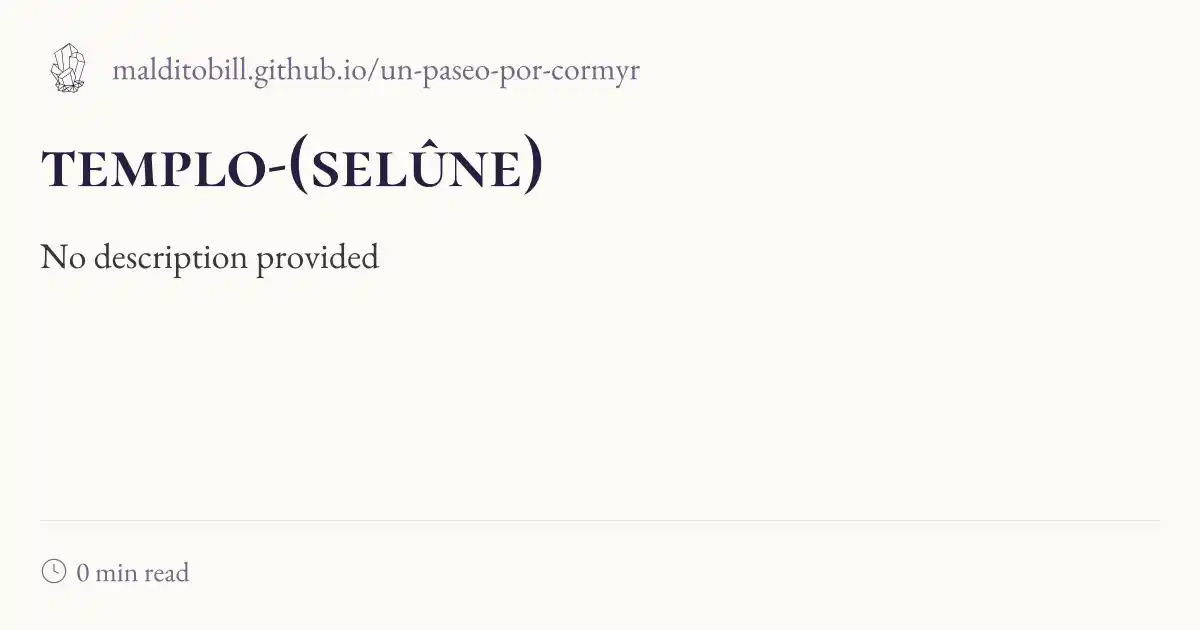 malditobill.github.io/un-paseo-por-cormyr
TEMPLO-(SELÛNE)
No description provided
0 min read